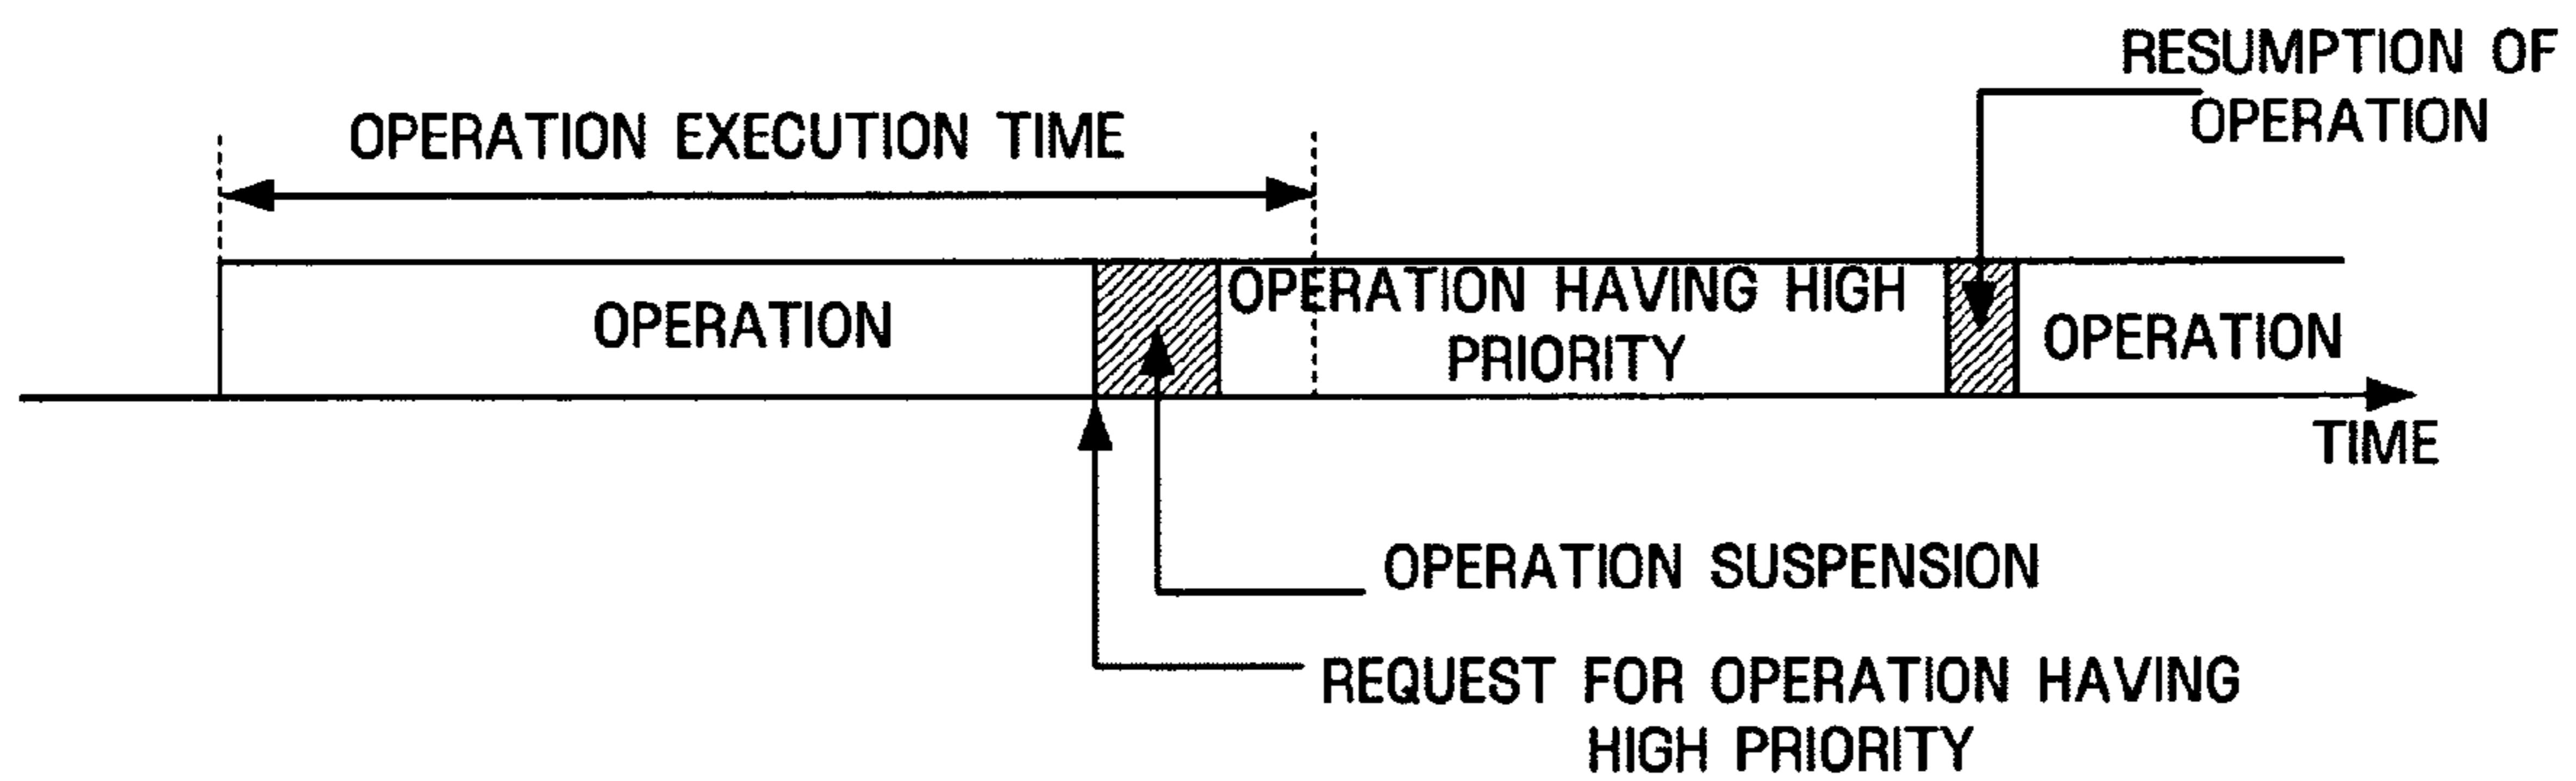 RESUMPTION OF
OPERATION
OPERATION EXECUTION TIME
OPERATION
OPERATION HAVING HIGH
PRIORITY
OPERATION
TIME
OPERATION SUSPENSION
REQUEST FOR OPERATION HAVING
HIGH PRIORITY